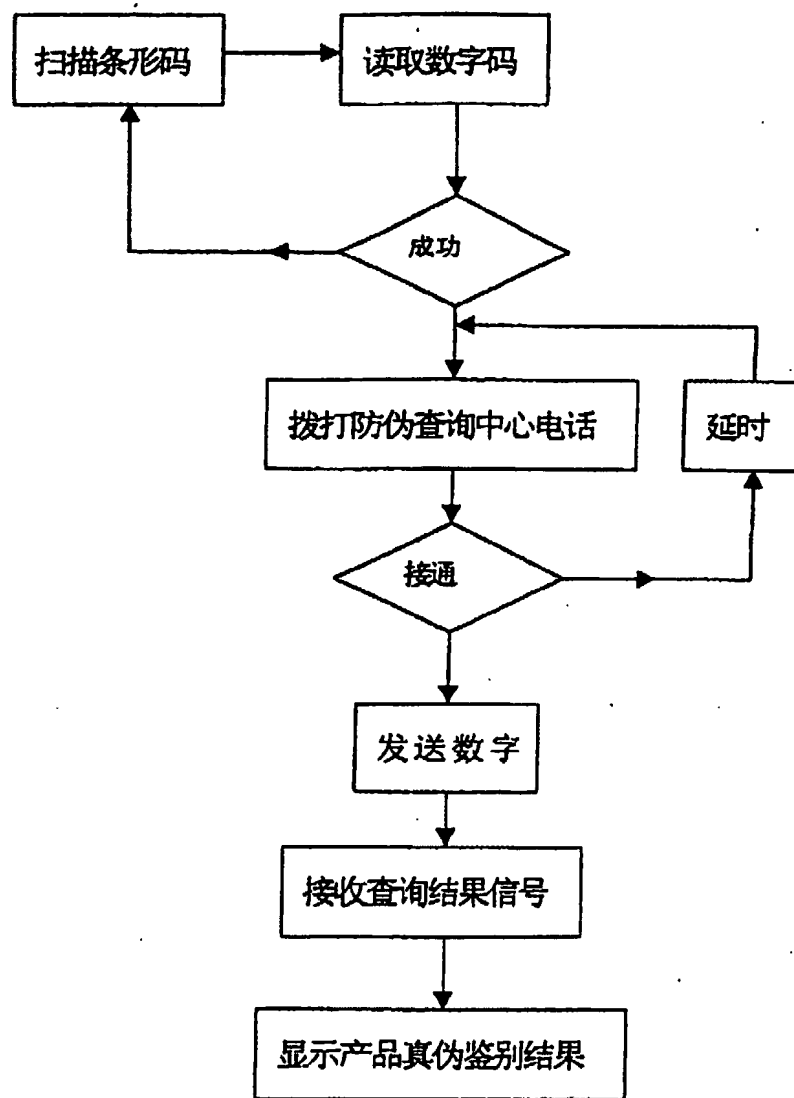 扫描条形码
读取数字码
成功
拨打防伪查询中心电话
延时
接通
发送数字
接收查询结果信号
显示产品真伪鉴别结果